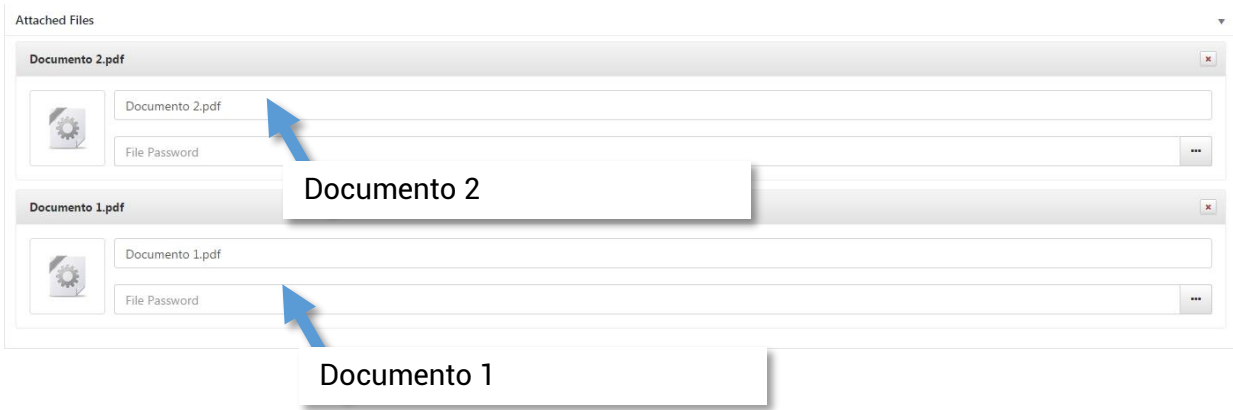 Attached Files
Documento 2.pdf
Documento 2.pdf
File Password
Documento 2
Documento 1.pdf
Documento 1.pdf
File Password
Documento 1